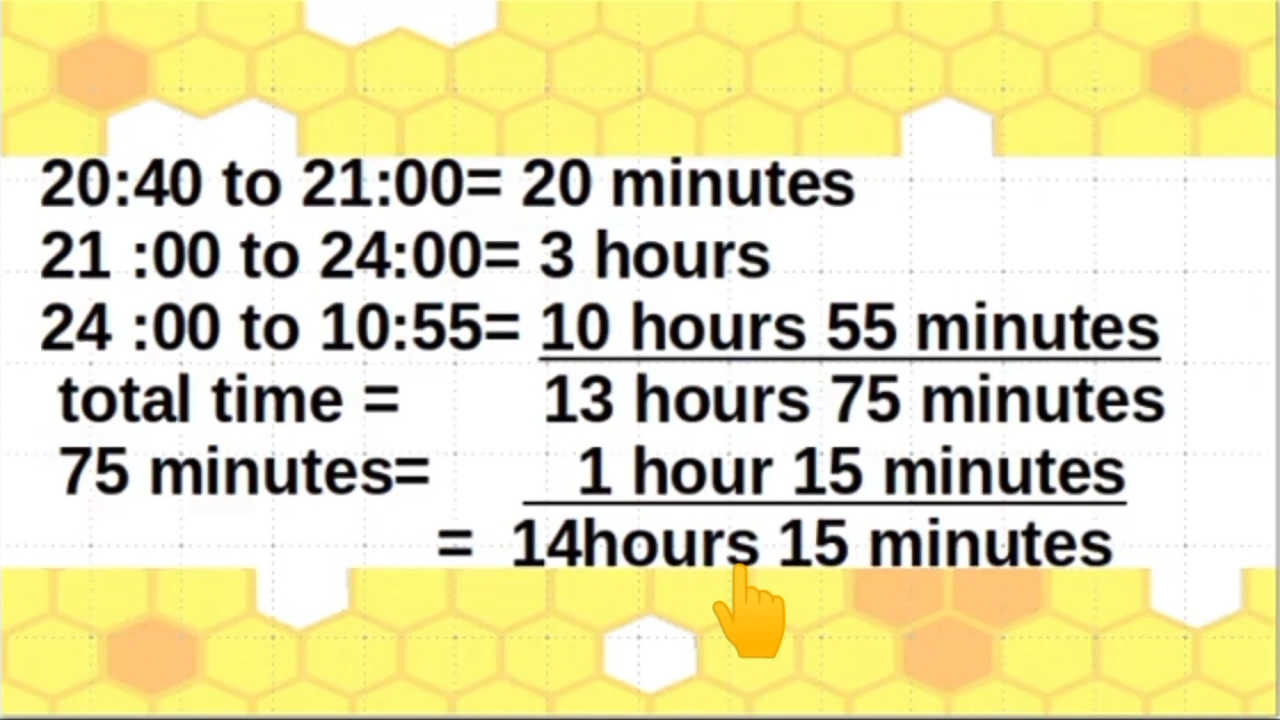 20:40 to 21:00= 20 minutes
21 :00 to 24:00= 3 hours
24 :00 to 10:55= 10 hours 55 minutes
total time = 13 hours 75 minutes
75 minutes= 1 hour 15 minutes
= 14hours 15 minutes